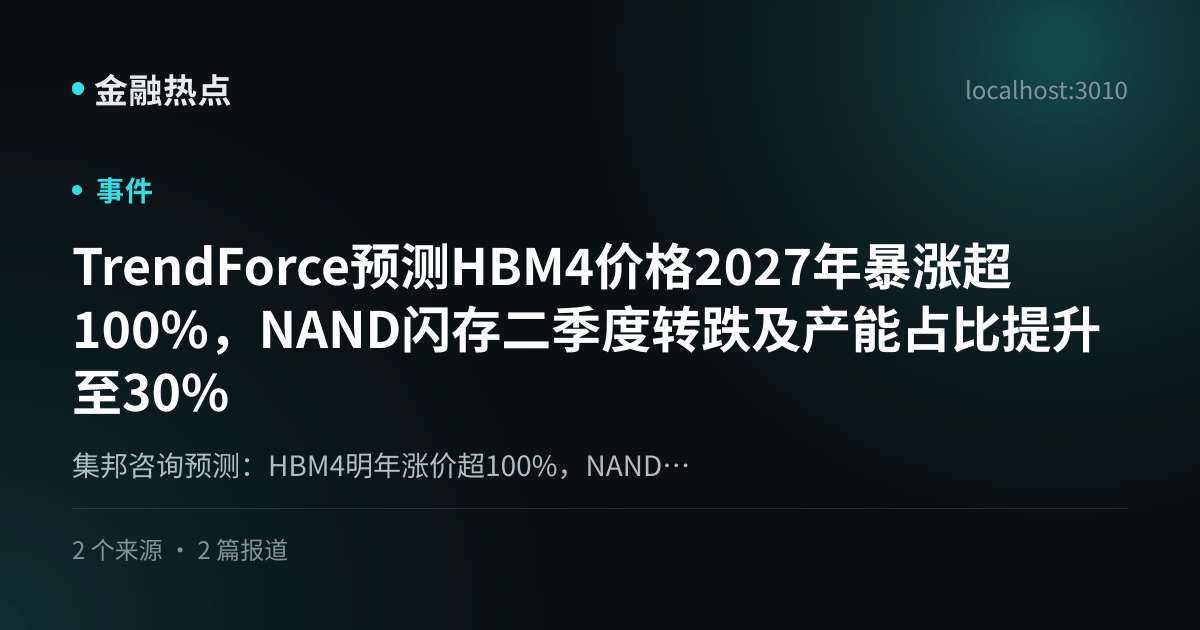 金融热点
localhost:3010
事件
TrendForce预测HBM4价格2027年暴涨超
100%，NAND闪存二季度转跌及产能占比提升
至30%
集邦咨询预测：HBM4明年涨价超100%，NAND…
2 个来源 · 2 篇报道